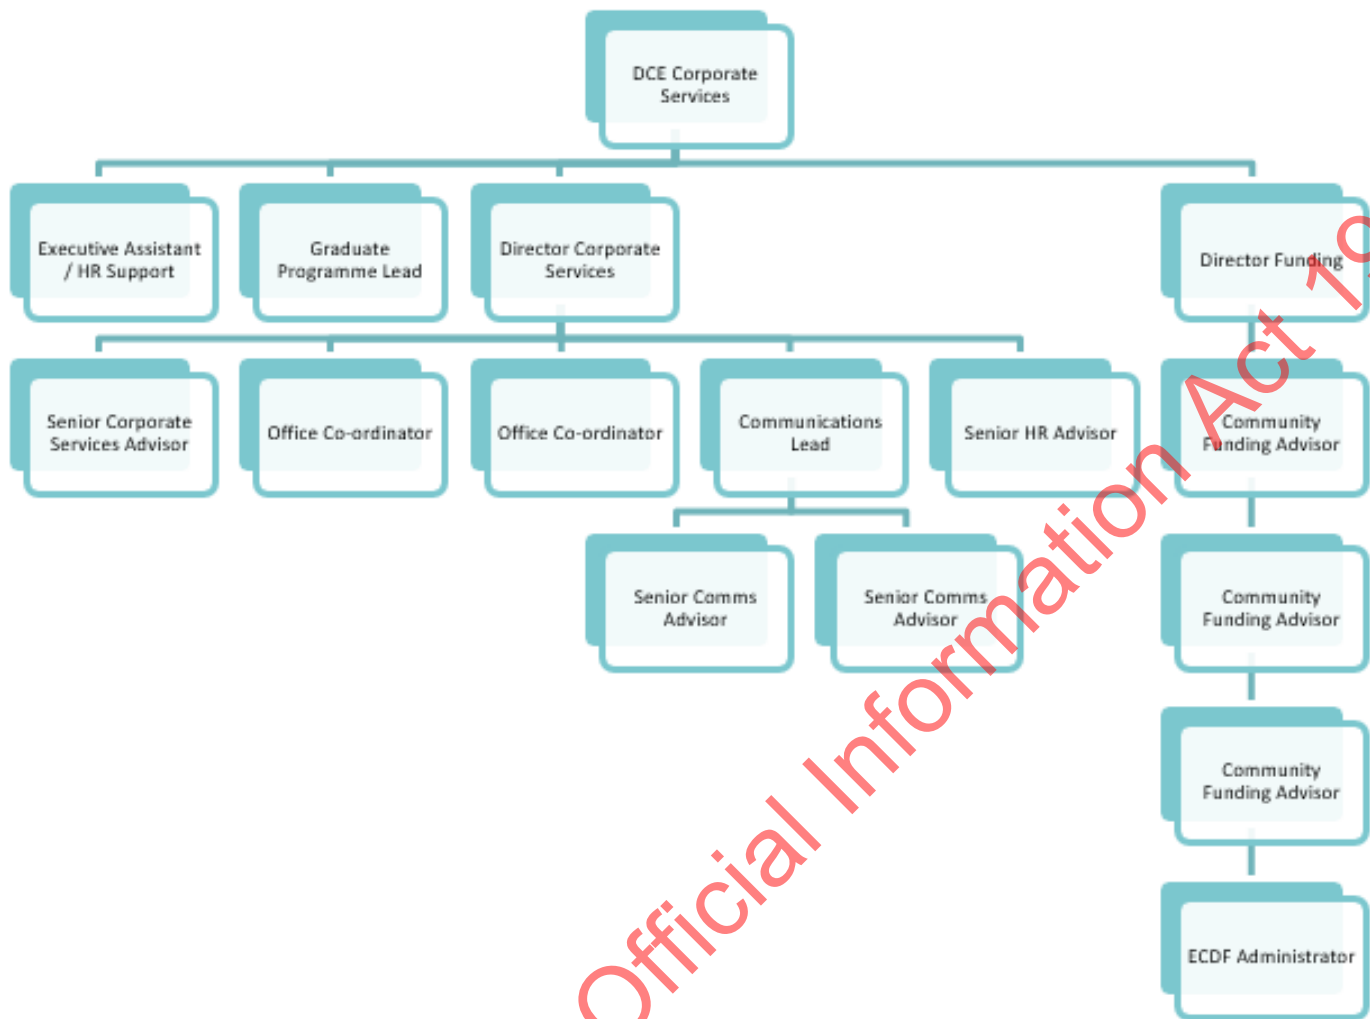 DCE Corporate
Services
Executive Assistant
/ HR Support
Graduate
Programme Lead
Director Corporate
Services
Director Funding
Senior Corporate
Services Advisor
Office Co-ordinator
Office Co-ordinator
Communications
Lead
Senior HR Advisor
Community
Funding Advisor
Senior Comms
Advisor
Senior Comms
Advisor
Community
Funding Advisor
Community
Funding Advisor
ECDF Administrator
Official Information Act